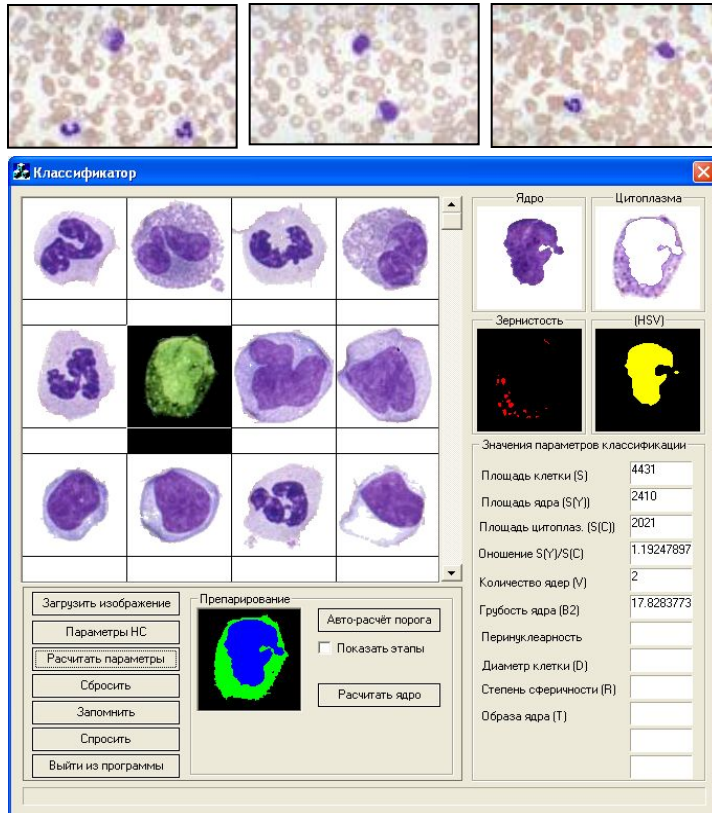 Классификатор
Ядро
Цитоплазма
Зернистость
(HSV)
Значения параметров классификации
Площадь клетки (S)
4431
Площадь ядра (S(Y))
2410
Площадь цитоплаз. (S(C))
2021
Оношение S(Y)/S(C)
1.19247897
Количество ядер (V)
2
Грубость ядра (B2)
17.8283773
Перинуклеарность
Диаметр клетки (D)
Степень сферичности (R)
Образа ядра (T)
Загрузить изображение
Параметры НС
Расчитать параметры
Сбросить
Запомнить
Спросить
Выйти из программы
Препарирование
Авто-расчёт порога
Показать этапы
Расчитать ядро